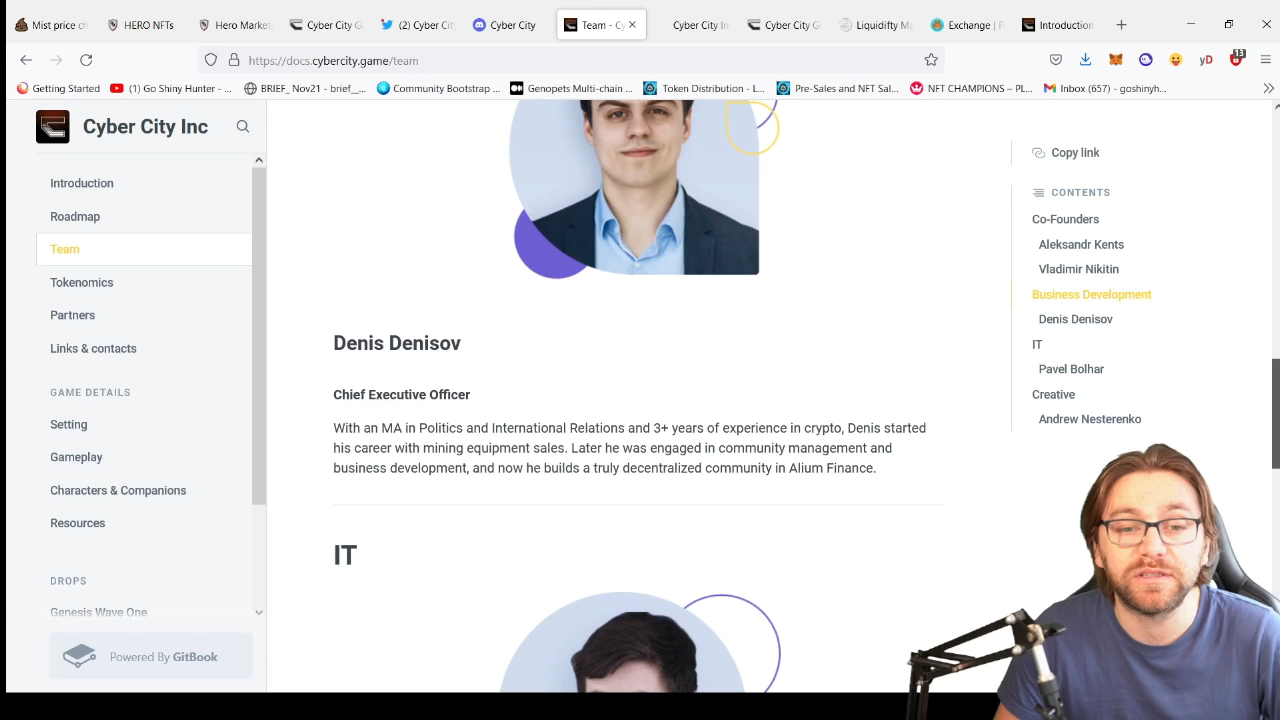 Mist price ch
HERO NFTs
Hero Market
Cyber City G
(2) Cyber Cit
Cyber City
Team - Cy
Cyber City In
Cyber City G
Liquidifty Ma
Exchange | P
Introduction
https://docs.cybercity.game/team
13
yD
Getting Started
(1) Go Shiny Hunter - ...
BRIEF_ Nov21 - brief_...
Community Bootstrap ...
Genopets Multi-chain ...
Token Distribution - L...
Pre-Sales and NFT Sal...
NFT CHAMPIONS – PL...
Inbox (657) - goshinyh...
Cyber City Inc
Introduction
Roadmap
Team
Tokenomics
Partners
Links & contacts
GAME DETAILS
Setting
Gameplay
Characters & Companions
Resources
DROPS
Genesis Wave One
Powered By GitBook
Denis Denisov
Chief Executive Officer
With an MA in Politics and International Relations and 3+ years of experience in crypto, Denis started
his career with mining equipment sales. Later he was engaged in community management and
business development, and now he builds a truly decentralized community in Alium Finance.
IT
Copy link
CONTENTS
Co-Founders
Aleksandr Kents
Vladimir Nikitin
Business Development
Denis Denisov
IT
Pavel Bolhar
Creative
Andrew Nesterenko